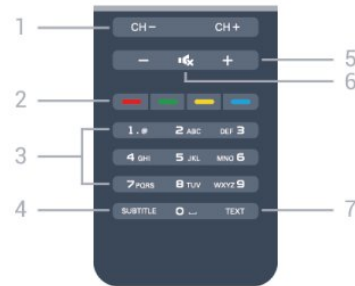 1 CH− CH+
− + 5
6
2
1.@ 2 ABC DEF 3
3 4 GHI 5 JKL MNO 6
7 PQRS 8 TUV WXYZ 9
4 SUBTITLE 0 ⎵ TEXT 7